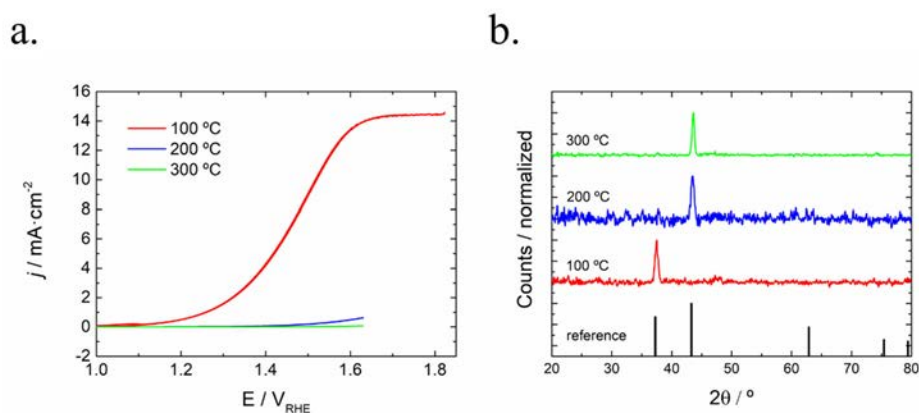 a.
16
14
12
10
8
6
4
2
0
-2
j / mA·cm⁻²
100 ºC
200 ºC
300 ºC
1.0 1.2 1.4 1.6 1.8
E / V_RHE
b.
Counts / normalized
300 ºC
200 ºC
100 ºC
reference
20 30 40 50 60 70 80
2θ / º